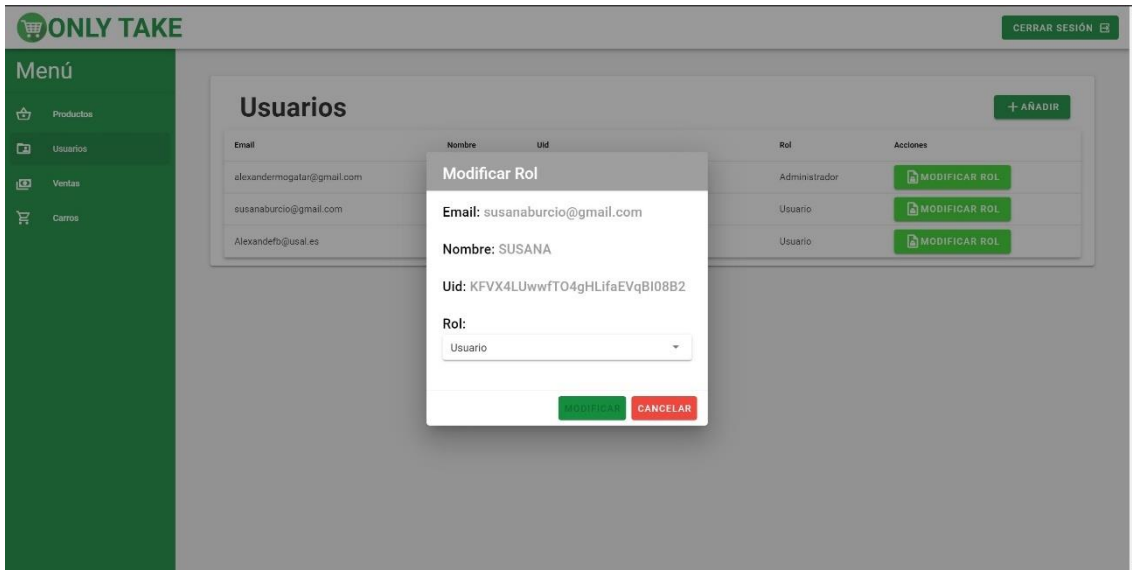 ONLY TAKE
CERRAR SESIÓN
Menú
Productos
Usuarios
Ventas
Carros
Usuarios
+ AÑADIR
Email Nombre Uid Rol Acciones
alexandermogatar@gmail.com Administrador MODIFICAR ROL
susanaburcio@gmail.com Usuario MODIFICAR ROL
Alexandefb@usal.es Usuario MODIFICAR ROL
Modificar Rol
Email: susanaburcio@gmail.com
Nombre: SUSANA
Uid: KFVX4LUwwfTO4gHLifaEVqBI08B2
Rol:
Usuario
MODIFICAR CANCELAR